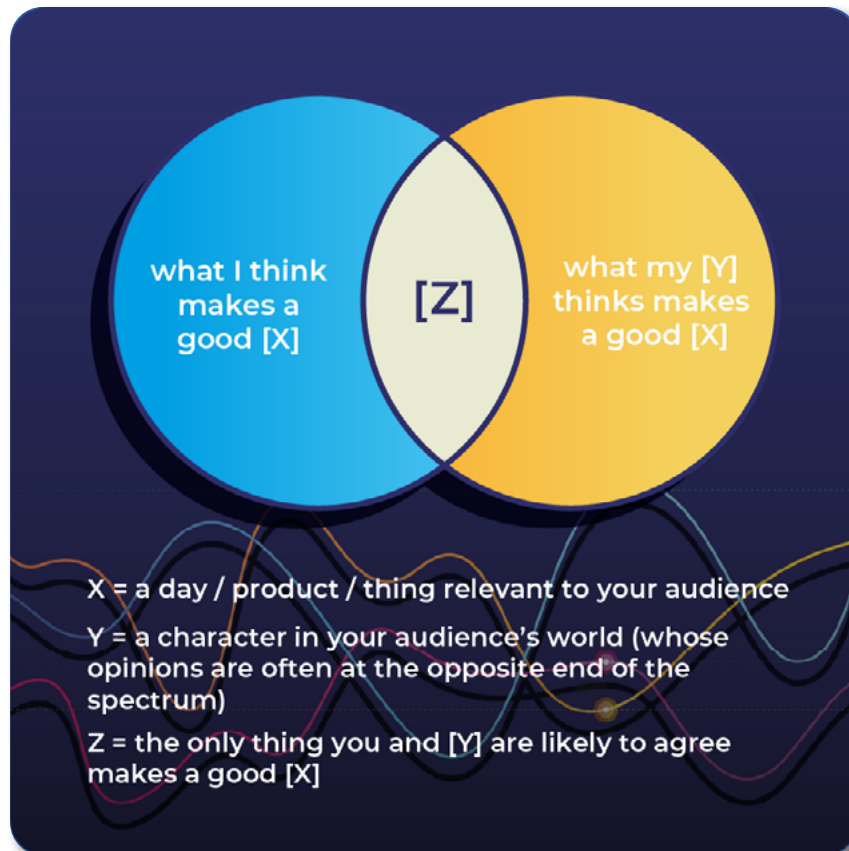 what I think
makes a
good [X]
[Z]
what my [Y]
thinks makes
a good [X]
X = a day / product / thing relevant to your audience
Y = a character in your audience’s world (whose
opinions are often at the opposite end of the
spectrum)
Z = the only thing you and [Y] are likely to agree
makes a good [X]